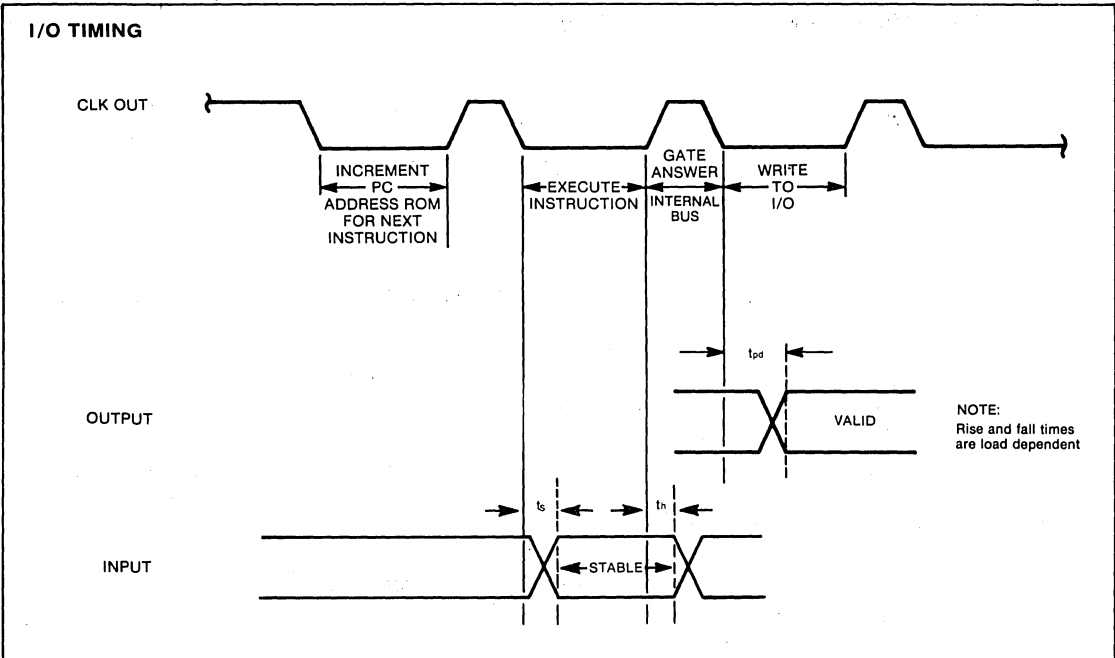 I/O TIMING
CLK OUT
INCREMENT
PC
ADDRESS ROM
FOR NEXT
INSTRUCTION
EXECUTE
INSTRUCTION
GATE
ANSWER
INTERNAL
BUS
WRITE
TO
I/O
tpd
OUTPUT
VALID
NOTE:
Rise and fall times
are load dependent
ts
th
INPUT
STABLE